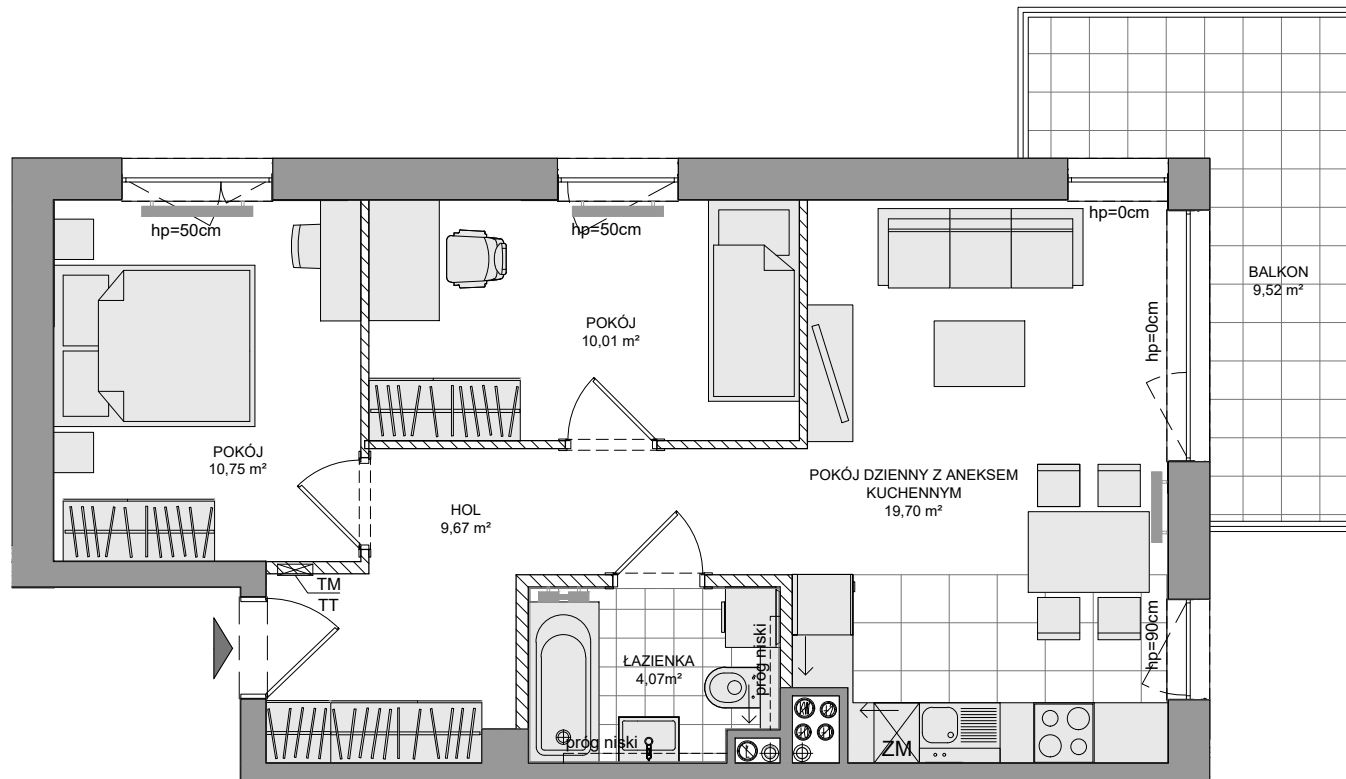 hp=50cm
hp=50cm
hp=0cm
BALKON
9,52 m²
hp=0cm
POKÓJ
10,01 m²
POKÓJ
10,75 m²
POKÓJ DZIENNY Z ANEKSEM
KUCHENNYM
19,70 m²
HOL
9,67 m²
TM
TT
hp=90cm
ŁAZIENKA
4,07m²
próg niski
próg niski
ZM